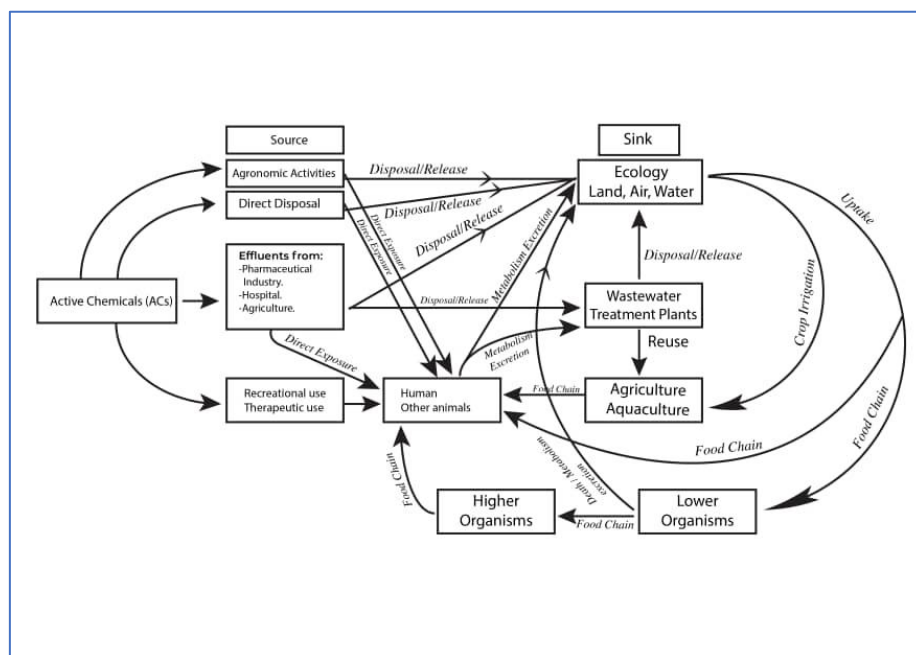 Source
Sink
Agronomic Activities
Disposal/Release
Ecology
Land, Air, Water
Direct Disposal
Disposal/Release
Direct Exposure
Direct Exposure
Disposal/Release
Metabolism Excretion
Uptake
Effluents from:
-Pharmaceutical
Industry.
-Hospital.
-Agriculture.
Active Chemicals (ACs)
Disposal/Release
Disposal/Release
Wastewater
Treatment Plants
Crop Irrigation
Reuse
Direct Exposure
Metabolism
Excretion
Recreational use
Therapeutic use
Human
Other animals
Food Chain
Agriculture
Aquaculture
Food Chain
Food Chain
Food Chain
Death / Metabolism
excretion
Higher
Organisms
Food Chain
Lower
Organisms